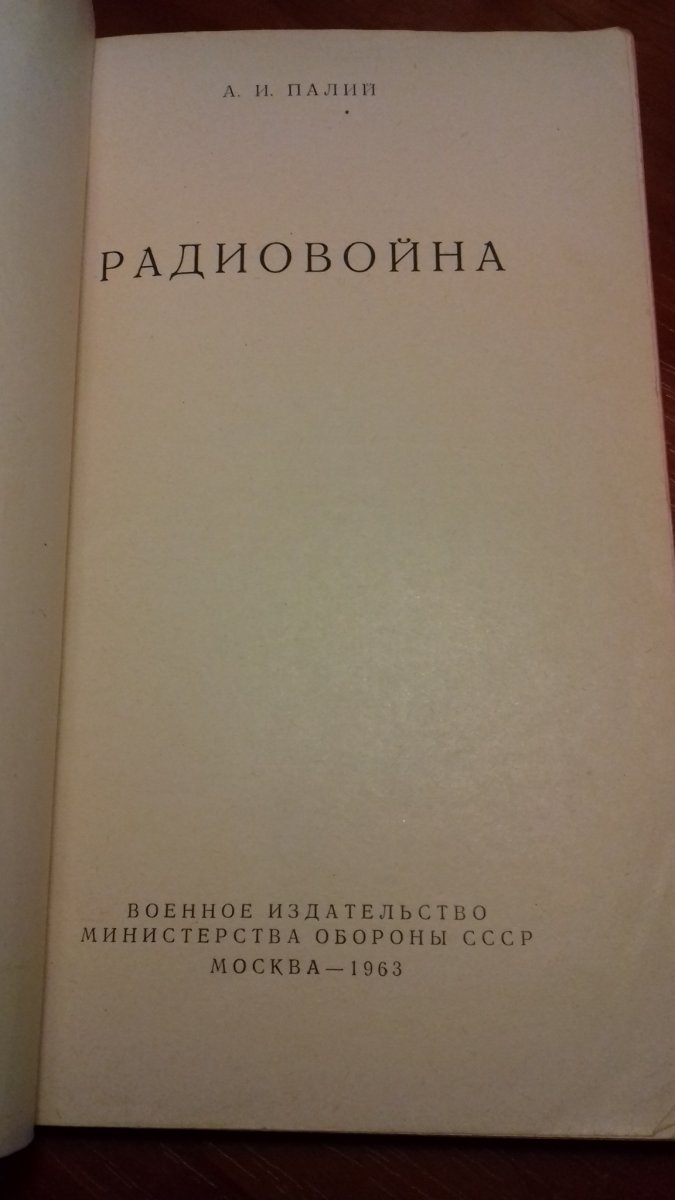 А. И. ПАЛИЙ
РАДИОВОЙНА
ВОЕННОЕ ИЗДАТЕЛЬСТВО
МИНИСТЕРСТВА ОБОРОНЫ СССР
МОСКВА—1963